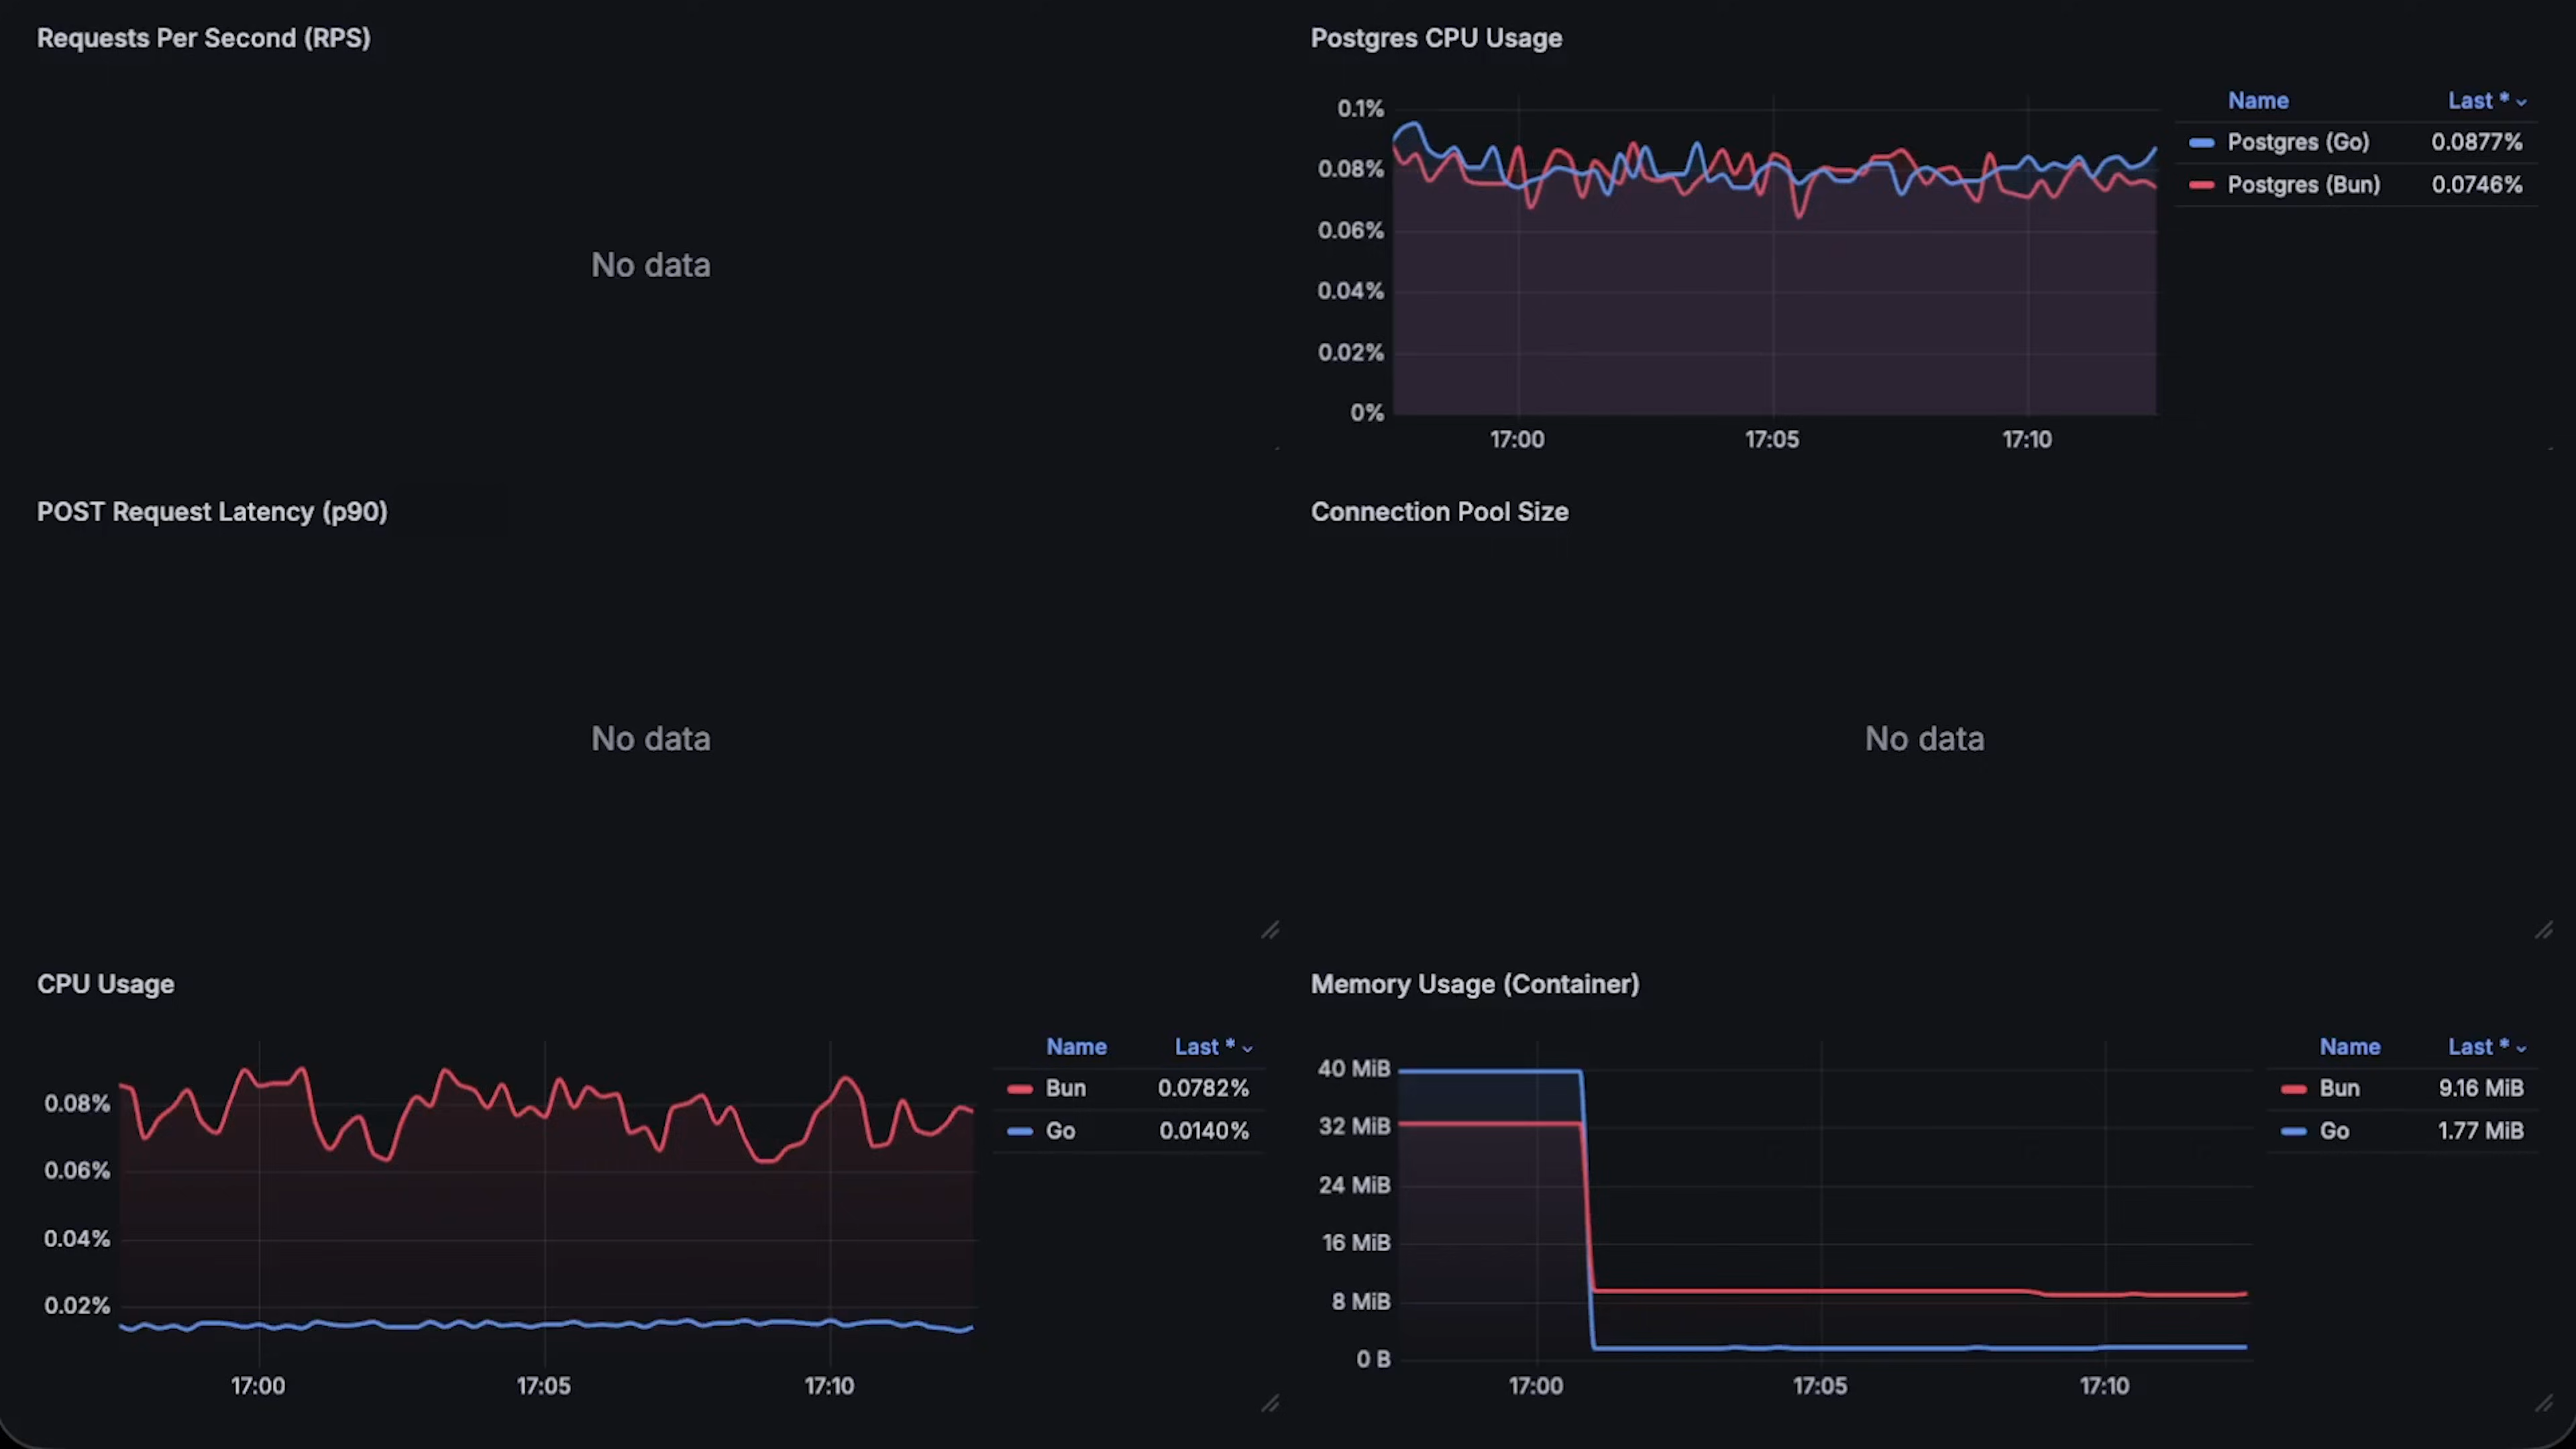 Requests Per Second (RPS)
No data
Postgres CPU Usage
0.1%
0.08%
0.06%
0.04%
0.02%
0%
17:00 17:05 17:10
Name Last *
Postgres (Go) 0.0877%
Postgres (Bun) 0.0746%
POST Request Latency (p90)
No data
Connection Pool Size
No data
CPU Usage
0.08%
0.06%
0.04%
0.02%
17:00 17:05 17:10
Name Last *
Bun 0.0782%
Go 0.0140%
Memory Usage (Container)
40 MiB
32 MiB
24 MiB
16 MiB
8 MiB
0 B
17:00 17:05 17:10
Name Last *
Bun 9.16 MiB
Go 1.77 MiB